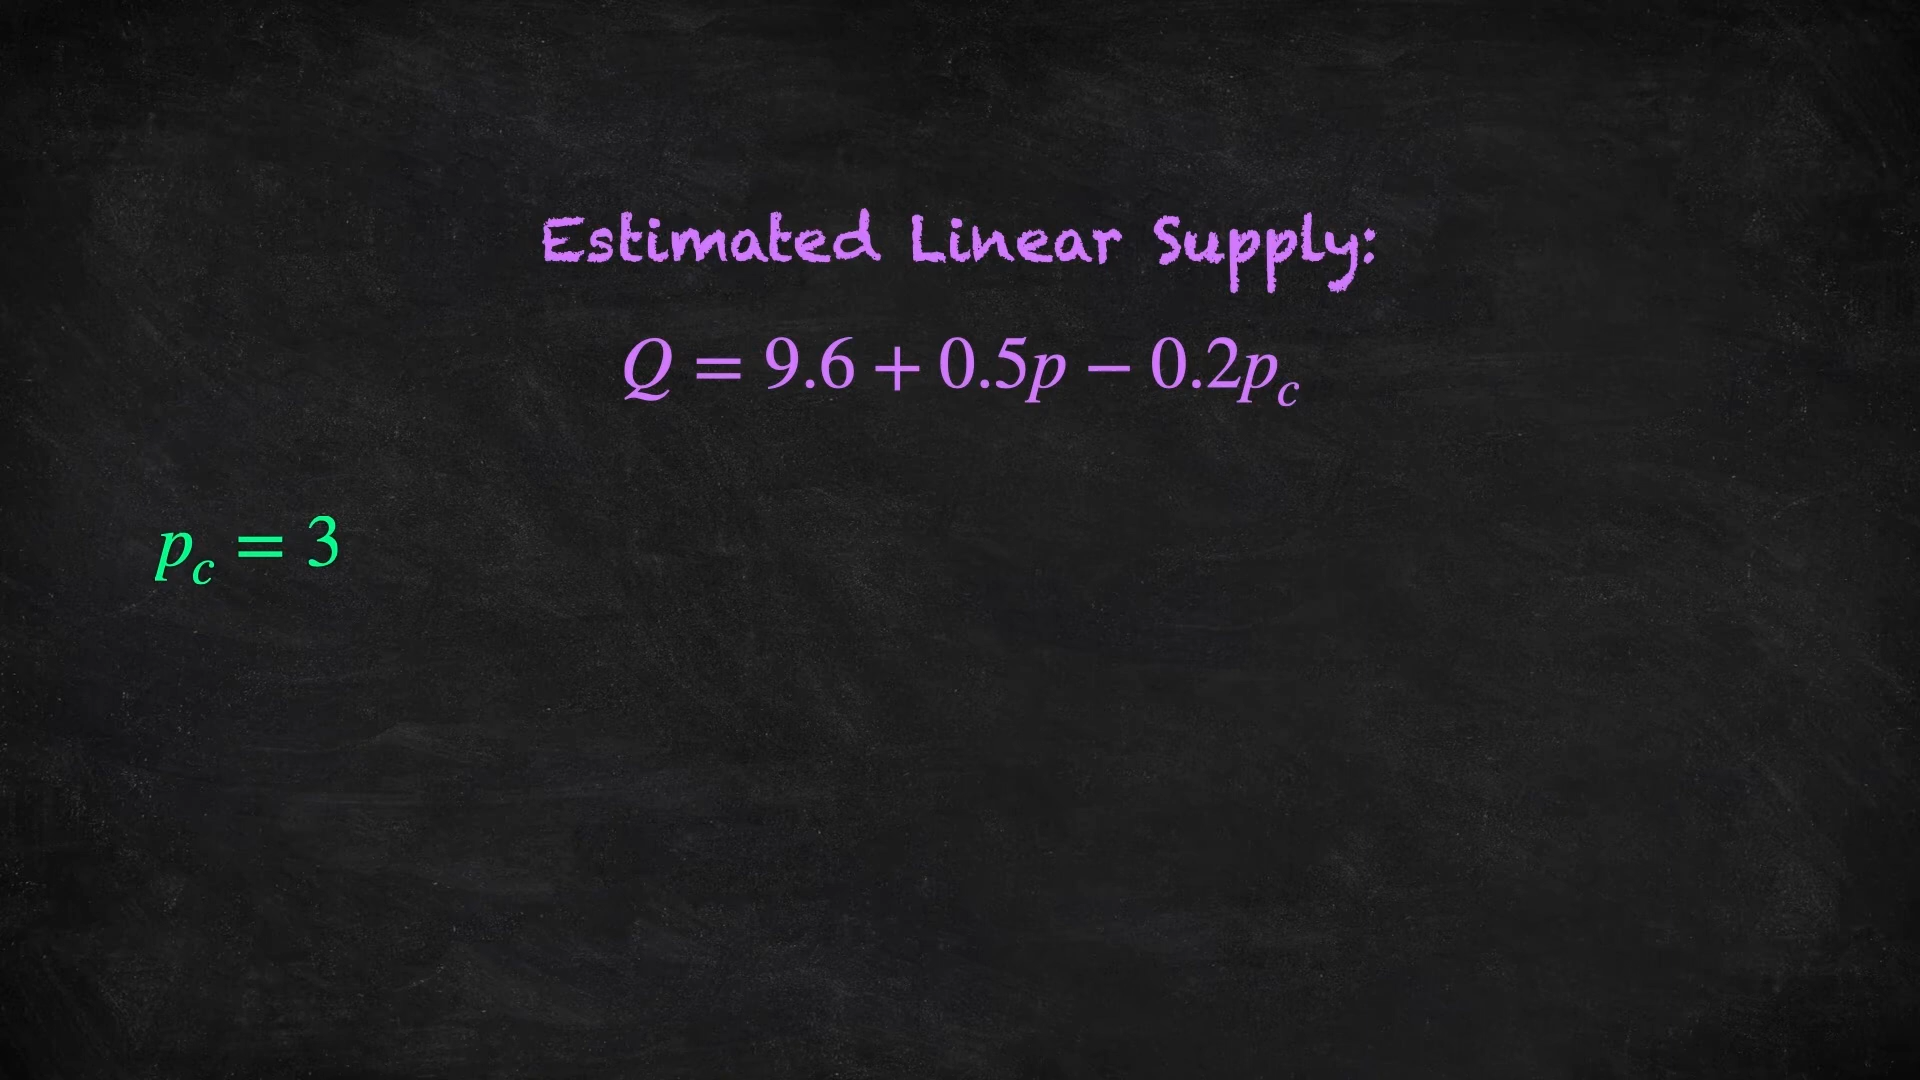 Estimated Linear Supply:
Q = 9.6 + 0.5p − 0.2p_c
p_c = 3